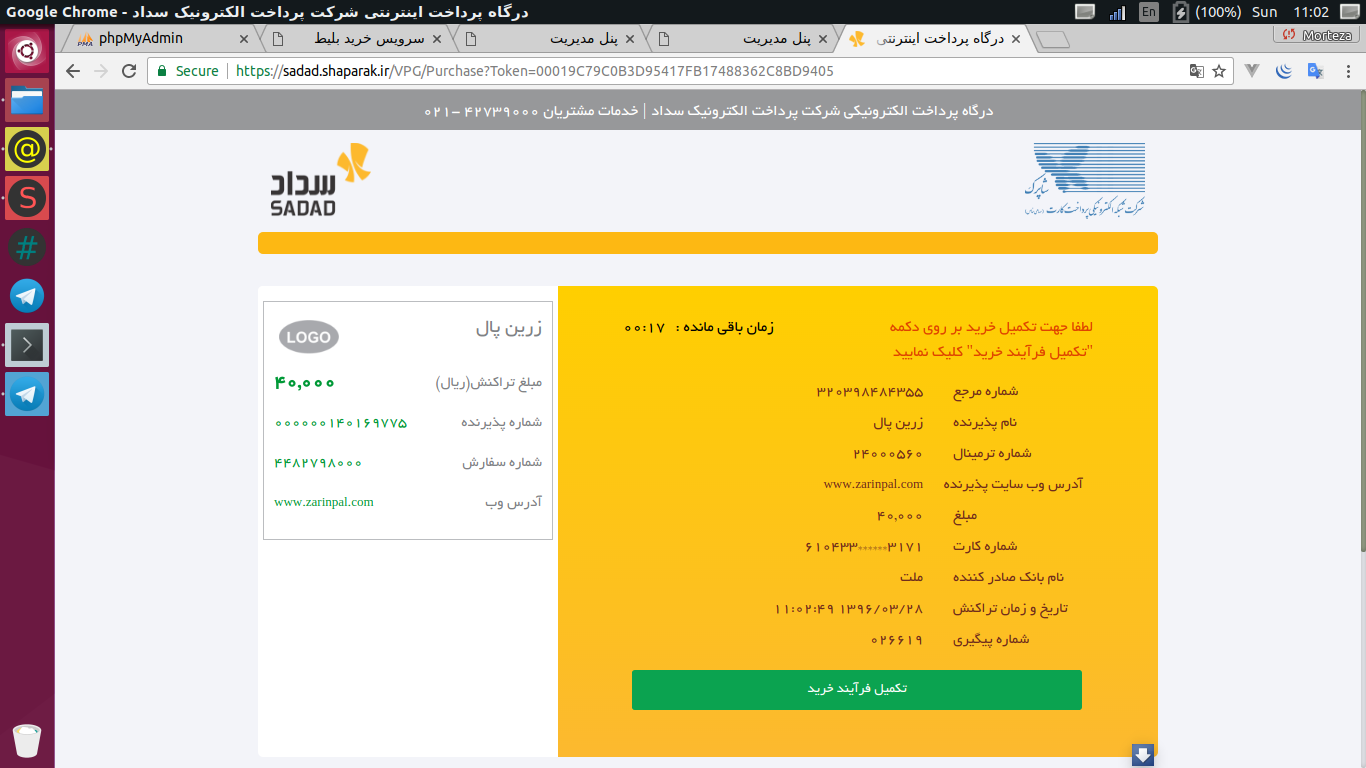 درگاه پرداخت اینترنتی شرکت پرداخت الکترونیک سداد - Google Chrome
En (100%) Sun 11:02
phpMyAdmin
سرویس خرید بلیط
پنل مدیریت
پنل مدیریت
درگاه پرداخت اینترنتی
Morteza
Secure https://sadad.shaparak.ir/VPG/Purchase?Token=00019C79C0B3D95417FB17488362C8BD9405
درگاه پرداخت الکترونیکی شرکت پرداخت الکترونیک سداد | خدمات مشتریان ۴۲۷۳۹۰۰۰ –۰۲۱
شاپرک
شرکت شبکه الکترونیکی پرداخت کارت
سداد
SADAD
لطفا جهت تکمیل خرید بر روی دکمه
"تکمیل فرآیند خرید" کلیک نمایید
زمان باقی مانده : ۰۰:۱۷
شماره مرجع ۳۲۰۳۹۸۴۸۴۳۵۵
نام پذیرنده زرین پال
شماره ترمینال ۲۴۰۰۰۵۶۰
آدرس وب سایت پذیرنده www.zarinpal.com
مبلغ ۴۰,۰۰۰
شماره کارت ۶۱۰۴۳۳******۳۱۷۱
نام بانک صادر کننده ملت
تاریخ و زمان تراکنش ۱۳۹۶/۰۳/۲۸ ۱۱:۰۲:۴۹
شماره پیگیری ۰۲۶۶۱۹
تکمیل فرآیند خرید
زرین پال
LOGO
مبلغ تراکنش(ریال) ۴۰,۰۰۰
شماره پذیرنده ۰۰۰۰۰۰۱۴۰۱۶۹۷۷۵
شماره سفارش ۴۴۸۲۷۹۸۰۰۰
آدرس وب www.zarinpal.com